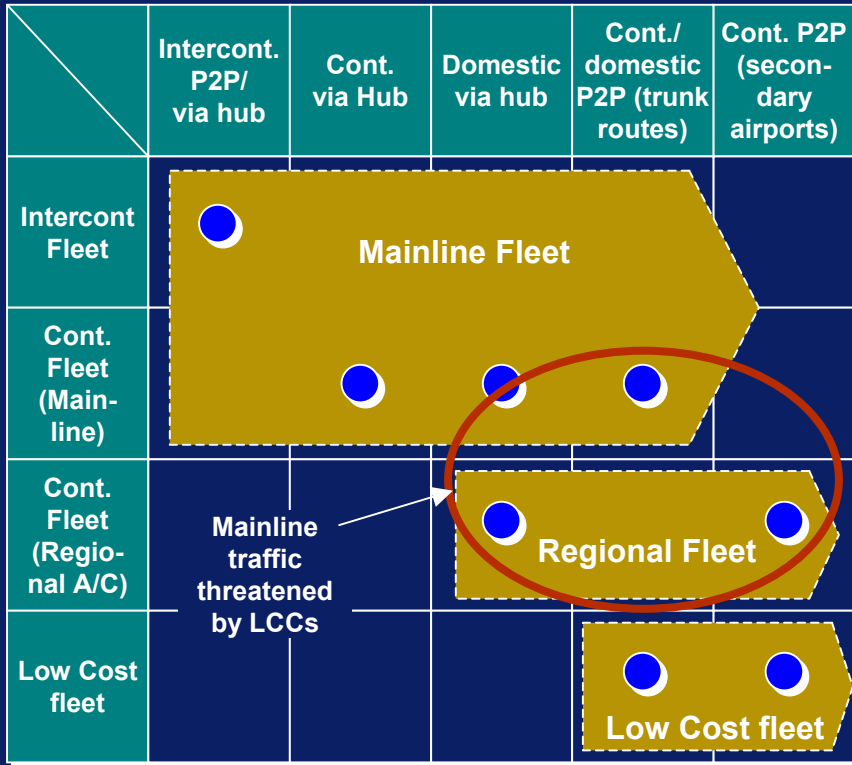 Intercont.
P2P/
via hub
Cont.
via Hub
Domestic
via hub
Cont./
domestic
P2P (trunk
routes)
Cont. P2P
(secon-
dary
airports)
Intercont
Fleet
Mainline Fleet
Cont.
Fleet
(Main-
line)
Cont.
Fleet
(Regio-
nal A/C)
Mainline
traffic
threatened
by LCCs
Regional Fleet
Low Cost
fleet
Low Cost fleet